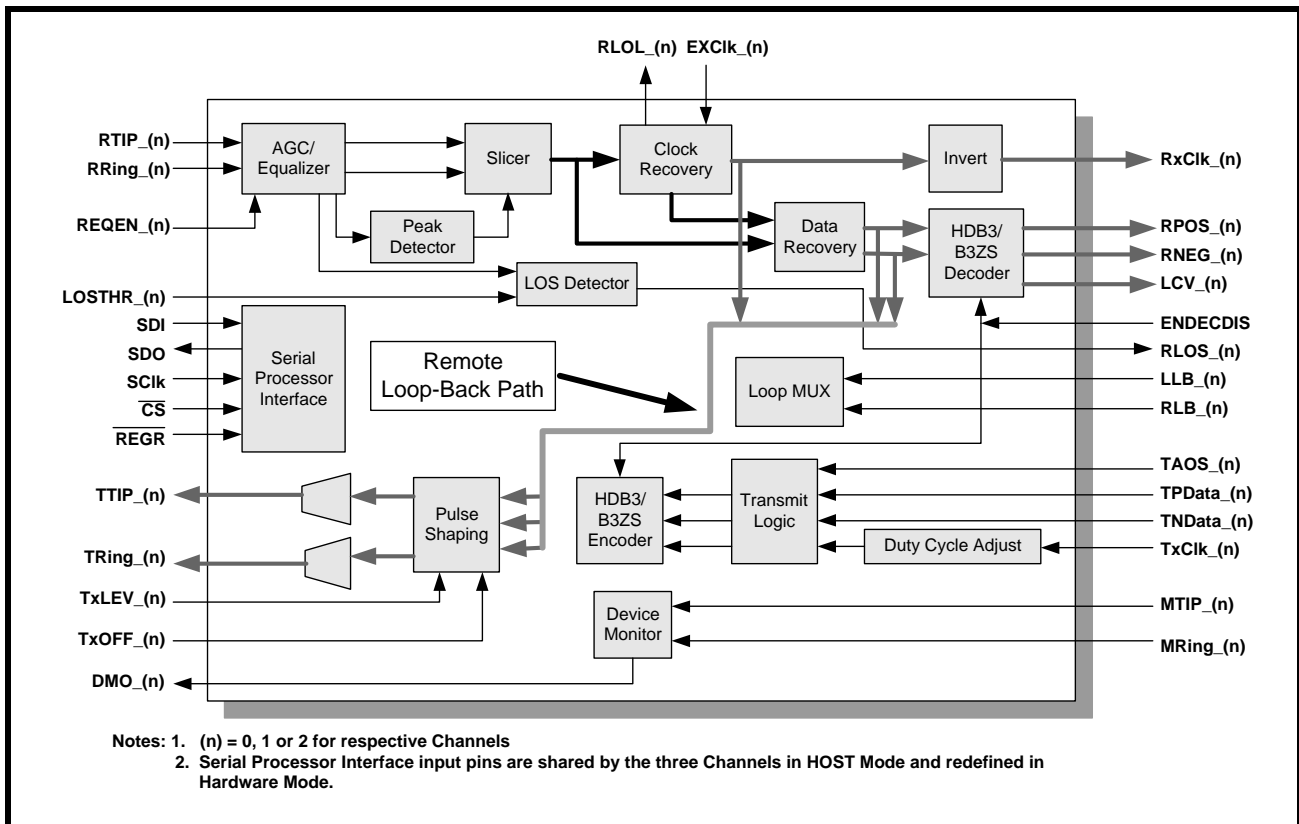 RLOL_(n) EXClk_(n)
RTIP_(n)
RRing_(n)
REQEN_(n)
LOSTHR_(n)
SDI
SDO
SClk
CS
REGR
TTIP_(n)
TRing_(n)
TxLEV_(n)
TxOFF_(n)
DMO_(n)
AGC/
Equalizer
Peak
Detector
Slicer
LOS Detector
Clock
Recovery
Data
Recovery
Invert
HDB3/
B3ZS
Decoder
Serial
Processor
Interface
Remote
Loop-Back Path
Loop MUX
Pulse
Shaping
HDB3/
B3ZS
Encoder
Transmit
Logic
Duty Cycle Adjust
Device
Monitor
RxClk_(n)
RPOS_(n)
RNEG_(n)
LCV_(n)
ENDECDIS
RLOS_(n)
LLB_(n)
RLB_(n)
TAOS_(n)
TPData_(n)
TNData_(n)
TxClk_(n)
MTIP_(n)
MRing_(n)
Notes: 1. (n) = 0, 1 or 2 for respective Channels
2. Serial Processor Interface input pins are shared by the three Channels in HOST Mode and redefined in
Hardware Mode.